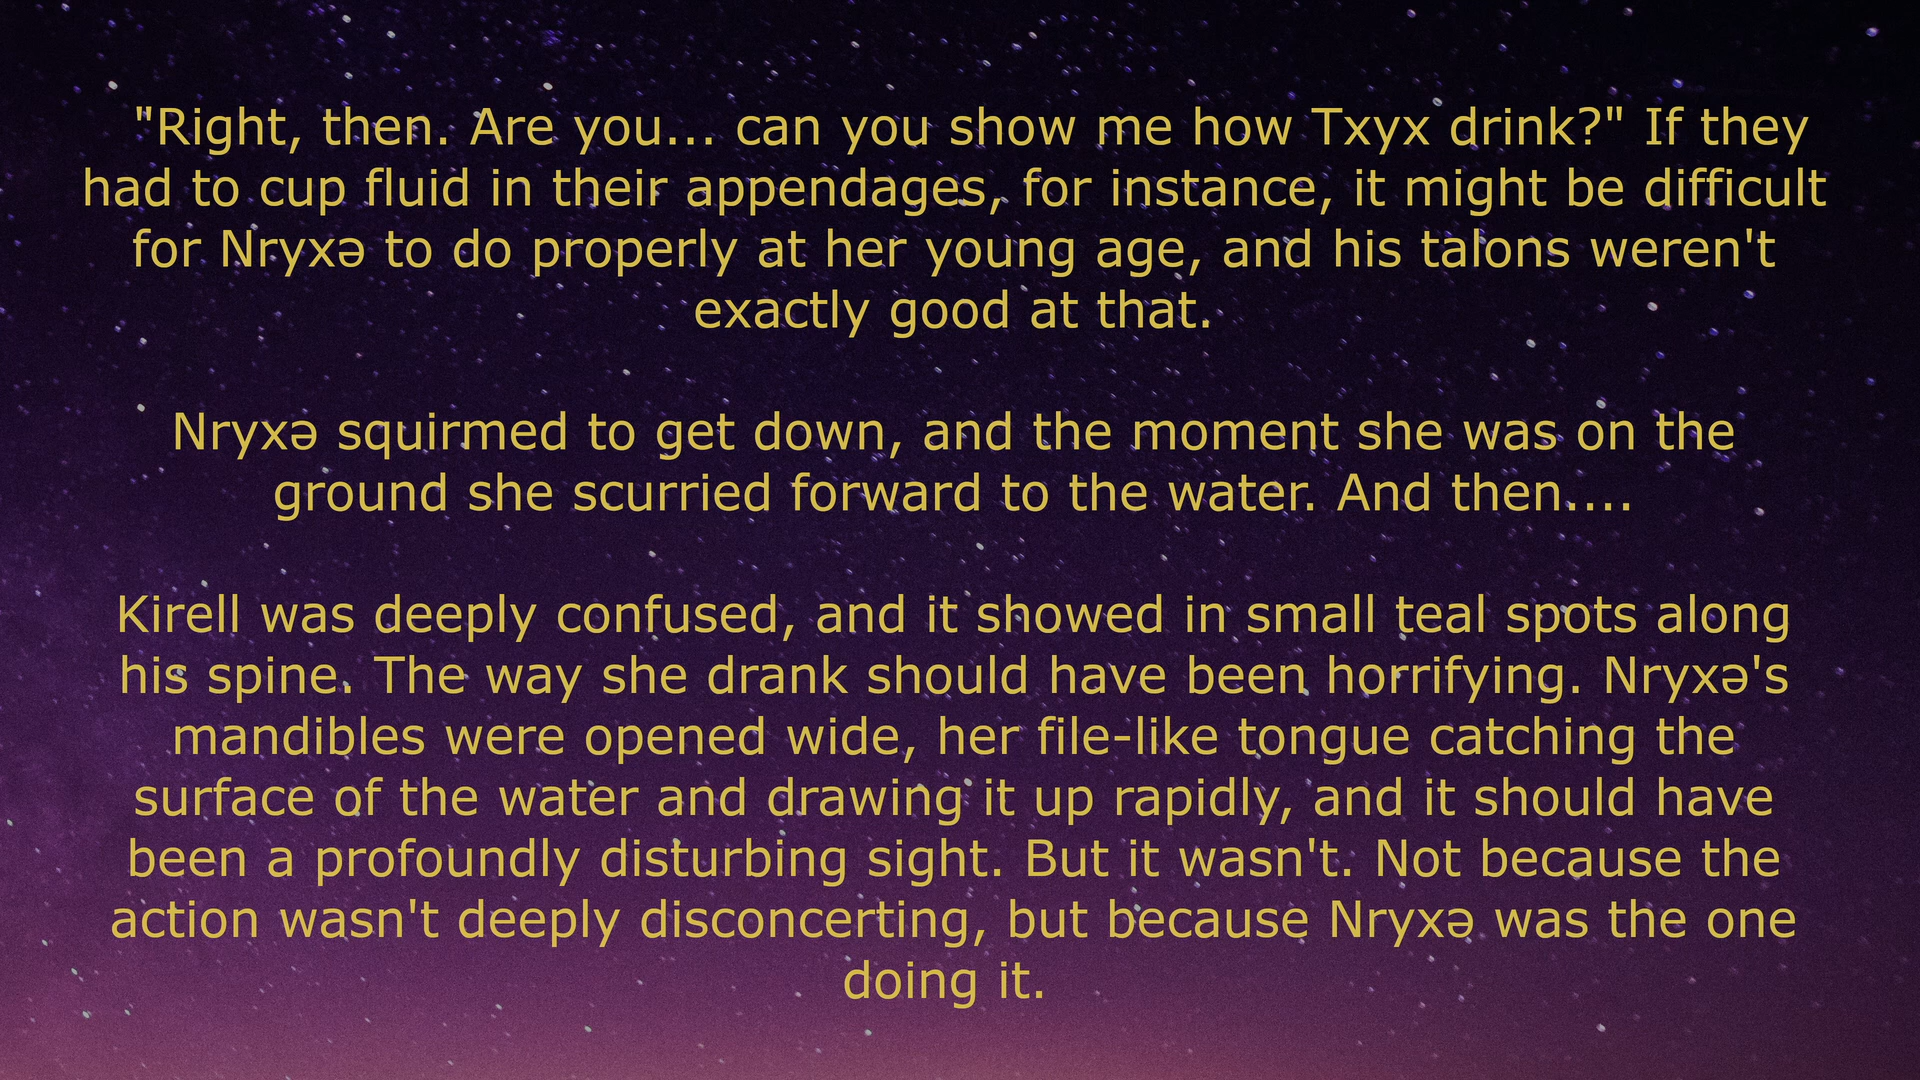 "Right, then. Are you... can you show me how Txyx drink?" If they
had to cup fluid in their appendages, for instance, it might be difficult
for Nryxə to do properly at her young age, and his talons weren't
exactly good at that.
Nryxə squirmed to get down, and the moment she was on the
ground she scurried forward to the water. And then....
Kirell was deeply confused, and it showed in small teal spots along
his spine. The way she drank should have been horrifying. Nryxə's
mandibles were opened wide, her file-like tongue catching the
surface of the water and drawing it up rapidly, and it should have
been a profoundly disturbing sight. But it wasn't. Not because the
action wasn't deeply disconcerting, but because Nryxə was the one
doing it.